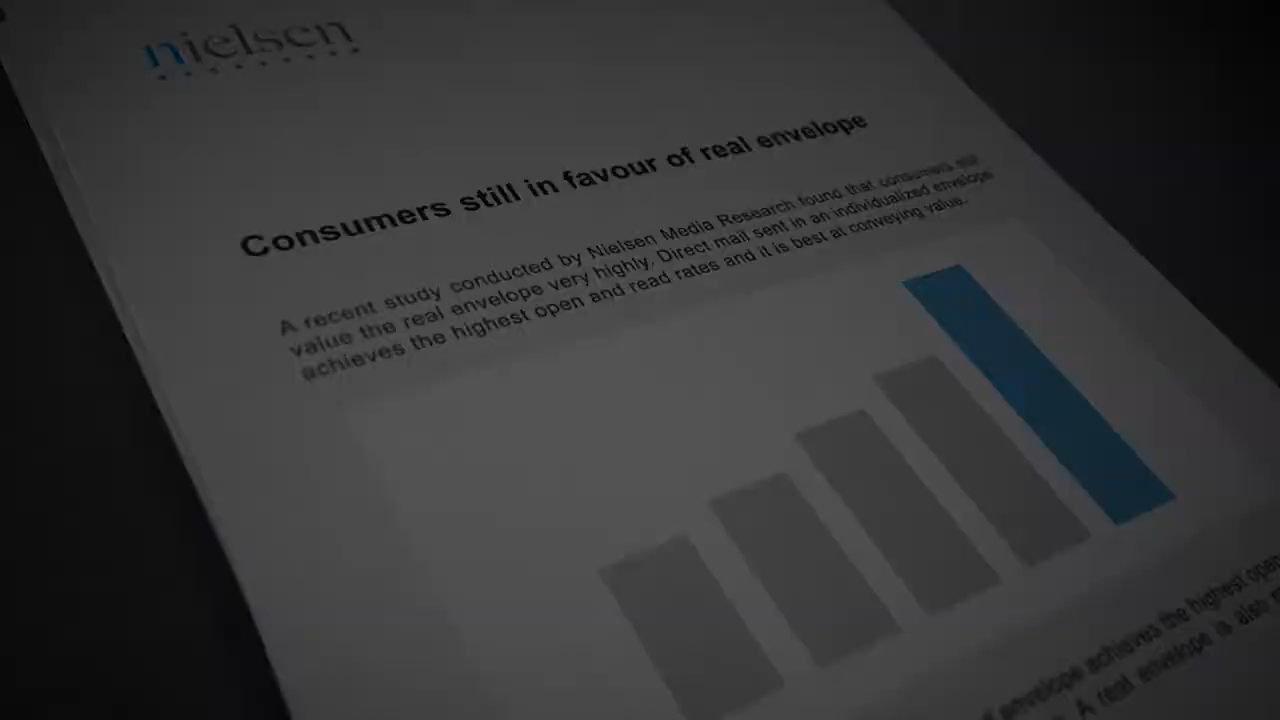 nielsen
Consumers still in favour of real envelope
A recent study conducted by Nielsen Media Research found that consumers still
value the real envelope very highly. Direct mail sent in an individualized envelope
achieves the highest open and read rates and it is best at conveying value.
envelope achieves the highest open
A real envelope is also